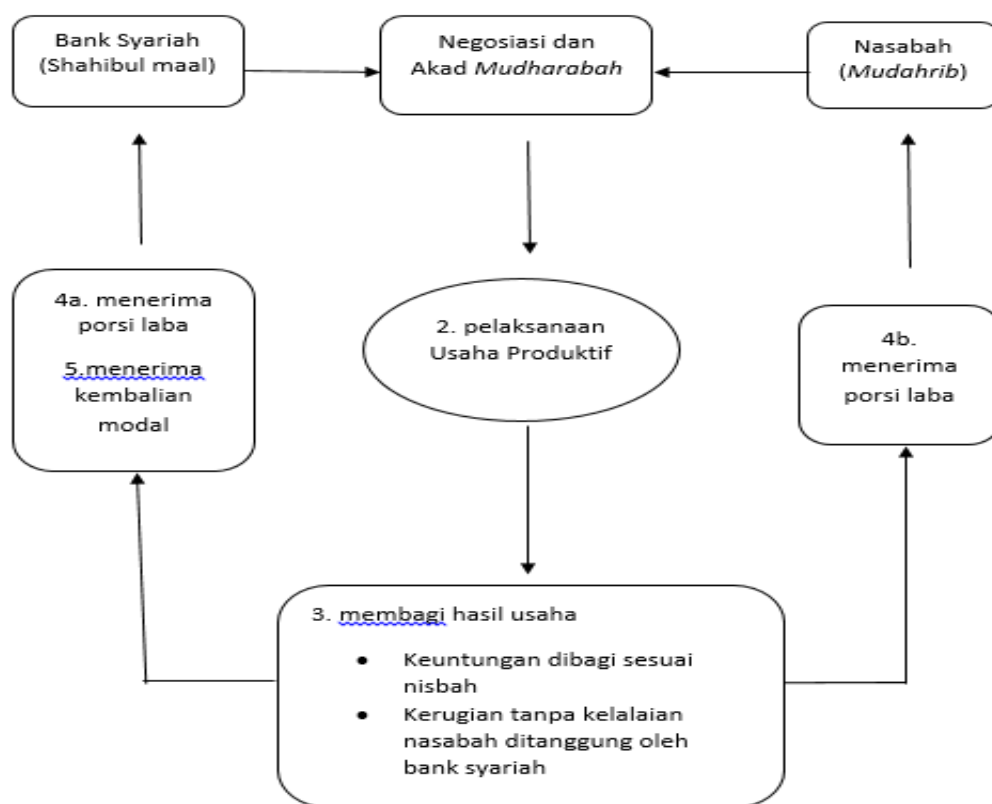 Bank Syariah
(Shahibul maal)
Negosiasi dan
Akad Mudharabah
Nasabah
(Mudahrib)
4a. menerima
porsi laba
5.menerima
kembalian
modal
2. pelaksanaan
Usaha Produktif
4b.
menerima
porsi laba
3. membagi hasil usaha
• Keuntungan dibagi sesuai
nisbah
• Kerugian tanpa kelalaian
nasabah ditanggung oleh
bank syariah